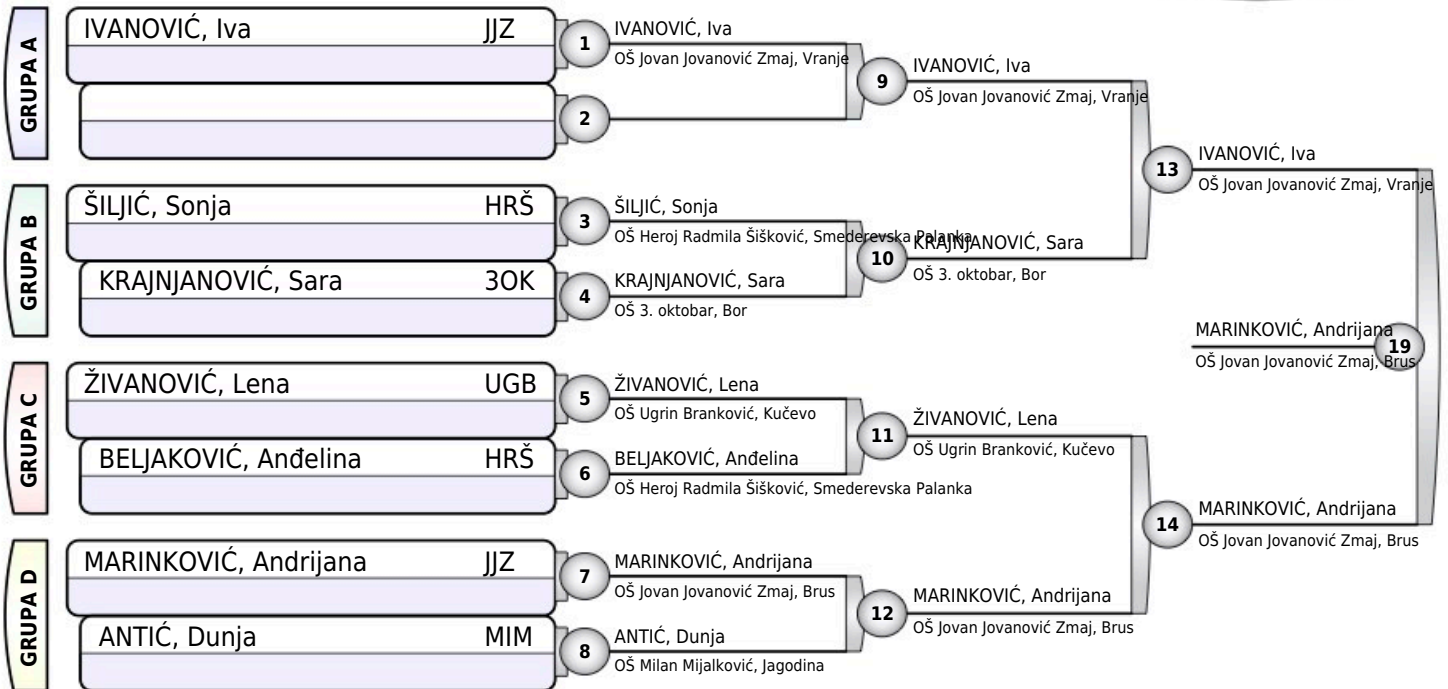 GRUPA A
IVANOVIĆ, Iva JJZ
1
IVANOVIĆ, Iva
OŠ Jovan Jovanović Zmaj, Vranje
2
9
IVANOVIĆ, Iva
OŠ Jovan Jovanović Zmaj, Vranje
GRUPA B
ŠILJIĆ, Sonja HRŠ
3
ŠILJIĆ, Sonja
OŠ Heroj Radmila Šišković, Smederevska Palanka
KRAJNJANOVIĆ, Sara 3OK
4
KRAJNJANOVIĆ, Sara
OŠ 3. oktobar, Bor
10
KRAJNJANOVIĆ, Sara
OŠ 3. oktobar, Bor
13
IVANOVIĆ, Iva
OŠ Jovan Jovanović Zmaj, Vranje
GRUPA C
ŽIVANOVIĆ, Lena UGB
5
ŽIVANOVIĆ, Lena
OŠ Ugrin Branković, Kučevo
BELJAKOVIĆ, Anđelina HRŠ
6
BELJAKOVIĆ, Anđelina
OŠ Heroj Radmila Šišković, Smederevska Palanka
11
ŽIVANOVIĆ, Lena
OŠ Ugrin Branković, Kučevo
GRUPA D
MARINKOVIĆ, Andrijana JJZ
7
MARINKOVIĆ, Andrijana
OŠ Jovan Jovanović Zmaj, Brus
ANTIĆ, Dunja MIM
8
ANTIĆ, Dunja
OŠ Milan Mijalković, Jagodina
12
MARINKOVIĆ, Andrijana
OŠ Jovan Jovanović Zmaj, Brus
14
MARINKOVIĆ, Andrijana
OŠ Jovan Jovanović Zmaj, Brus
MARINKOVIĆ, Andrijana
19
OŠ Jovan Jovanović Zmaj, Brus